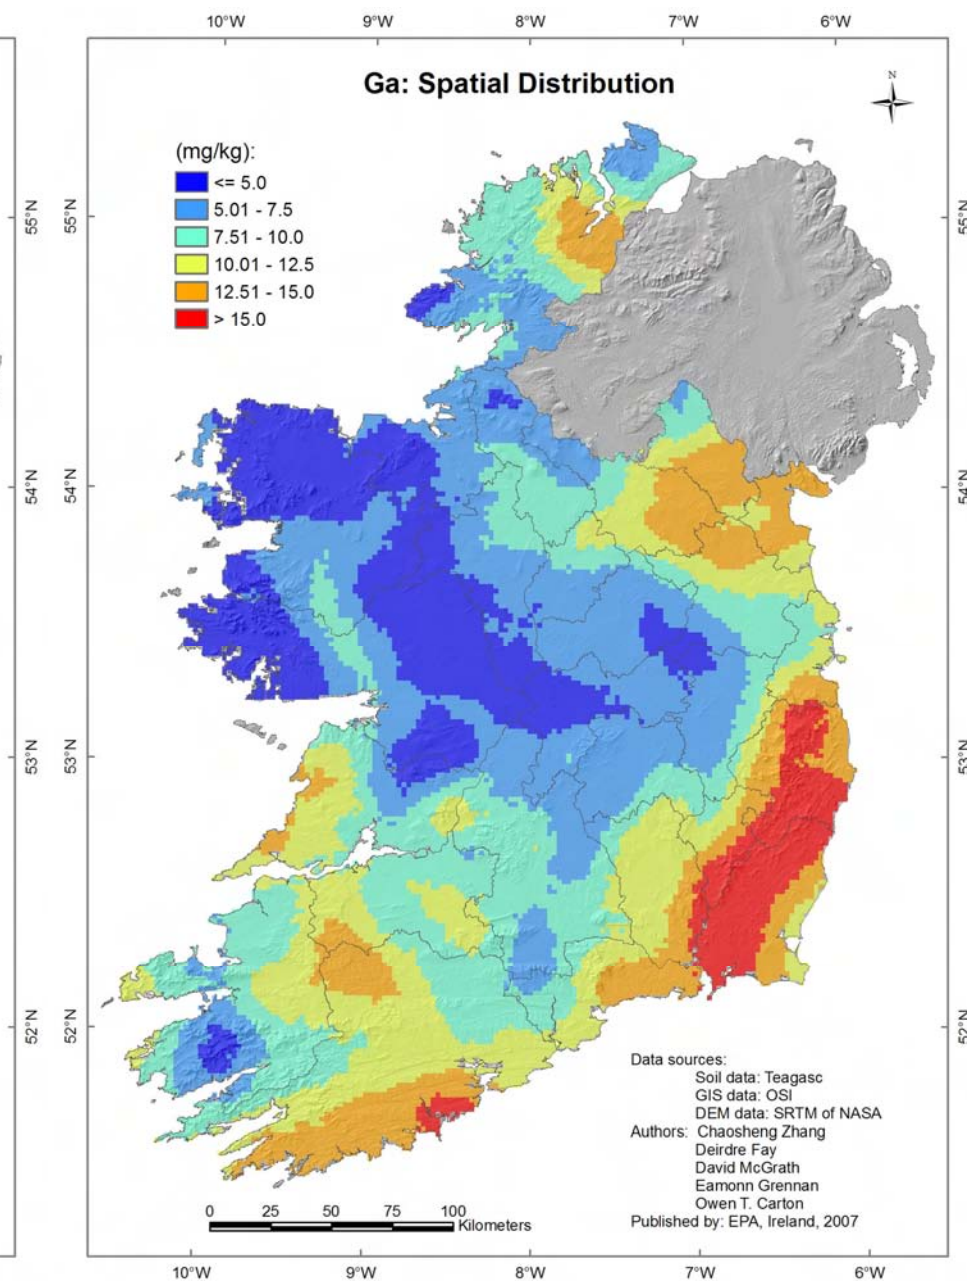 10°W 9°W 8°W 7°W 6°W
Ga: Spatial Distribution
N
(mg/kg):
<= 5.0
5.01 - 7.5
7.51 - 10.0
10.01 - 12.5
12.51 - 15.0
> 15.0
55°N 55°N 55°N
54°N 54°N 54°N
53°N 53°N 53°N
52°N 52°N 52°N
Data sources:
Soil data: Teagasc
GIS data: OSI
DEM data: SRTM of NASA
Authors: Chaosheng Zhang
Deirdre Fay
David McGrath
Eamonn Grennan
Owen T. Carton
Published by: EPA, Ireland, 2007
0 25 50 75 100
Kilometers
10°W 9°W 8°W 7°W 6°W